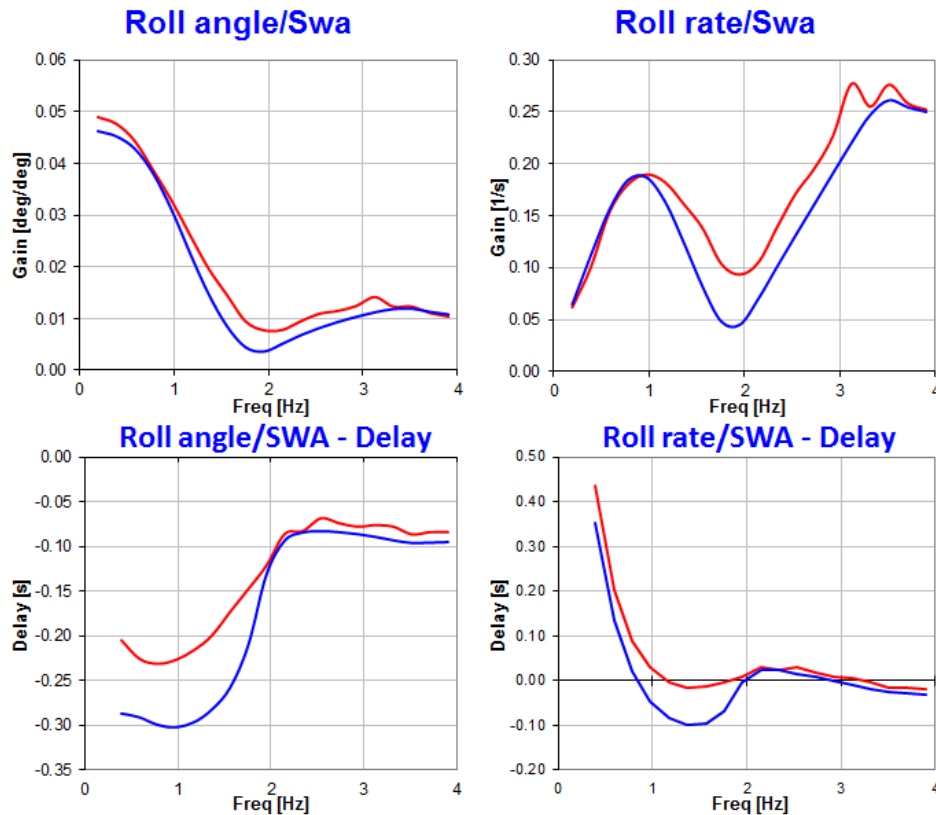 Roll angle/Swa
Gain [deg/deg]
0.06
0.05
0.04
0.03
0.02
0.01
0.00
0 1 2 3 4
Freq [Hz]
Roll rate/Swa
Gain [1/s]
0.30
0.25
0.20
0.15
0.10
0.05
0.00
0 1 2 3 4
Freq [Hz]
Roll angle/SWA - Delay
Delay [s]
0.00
-0.05
-0.10
-0.15
-0.20
-0.25
-0.30
-0.35
0 1 2 3 4
Freq [Hz]
Roll rate/SWA - Delay
Delay [s]
0.50
0.40
0.30
0.20
0.10
0.00
-0.10
-0.20
0 1 2 3 4
Freq [Hz]